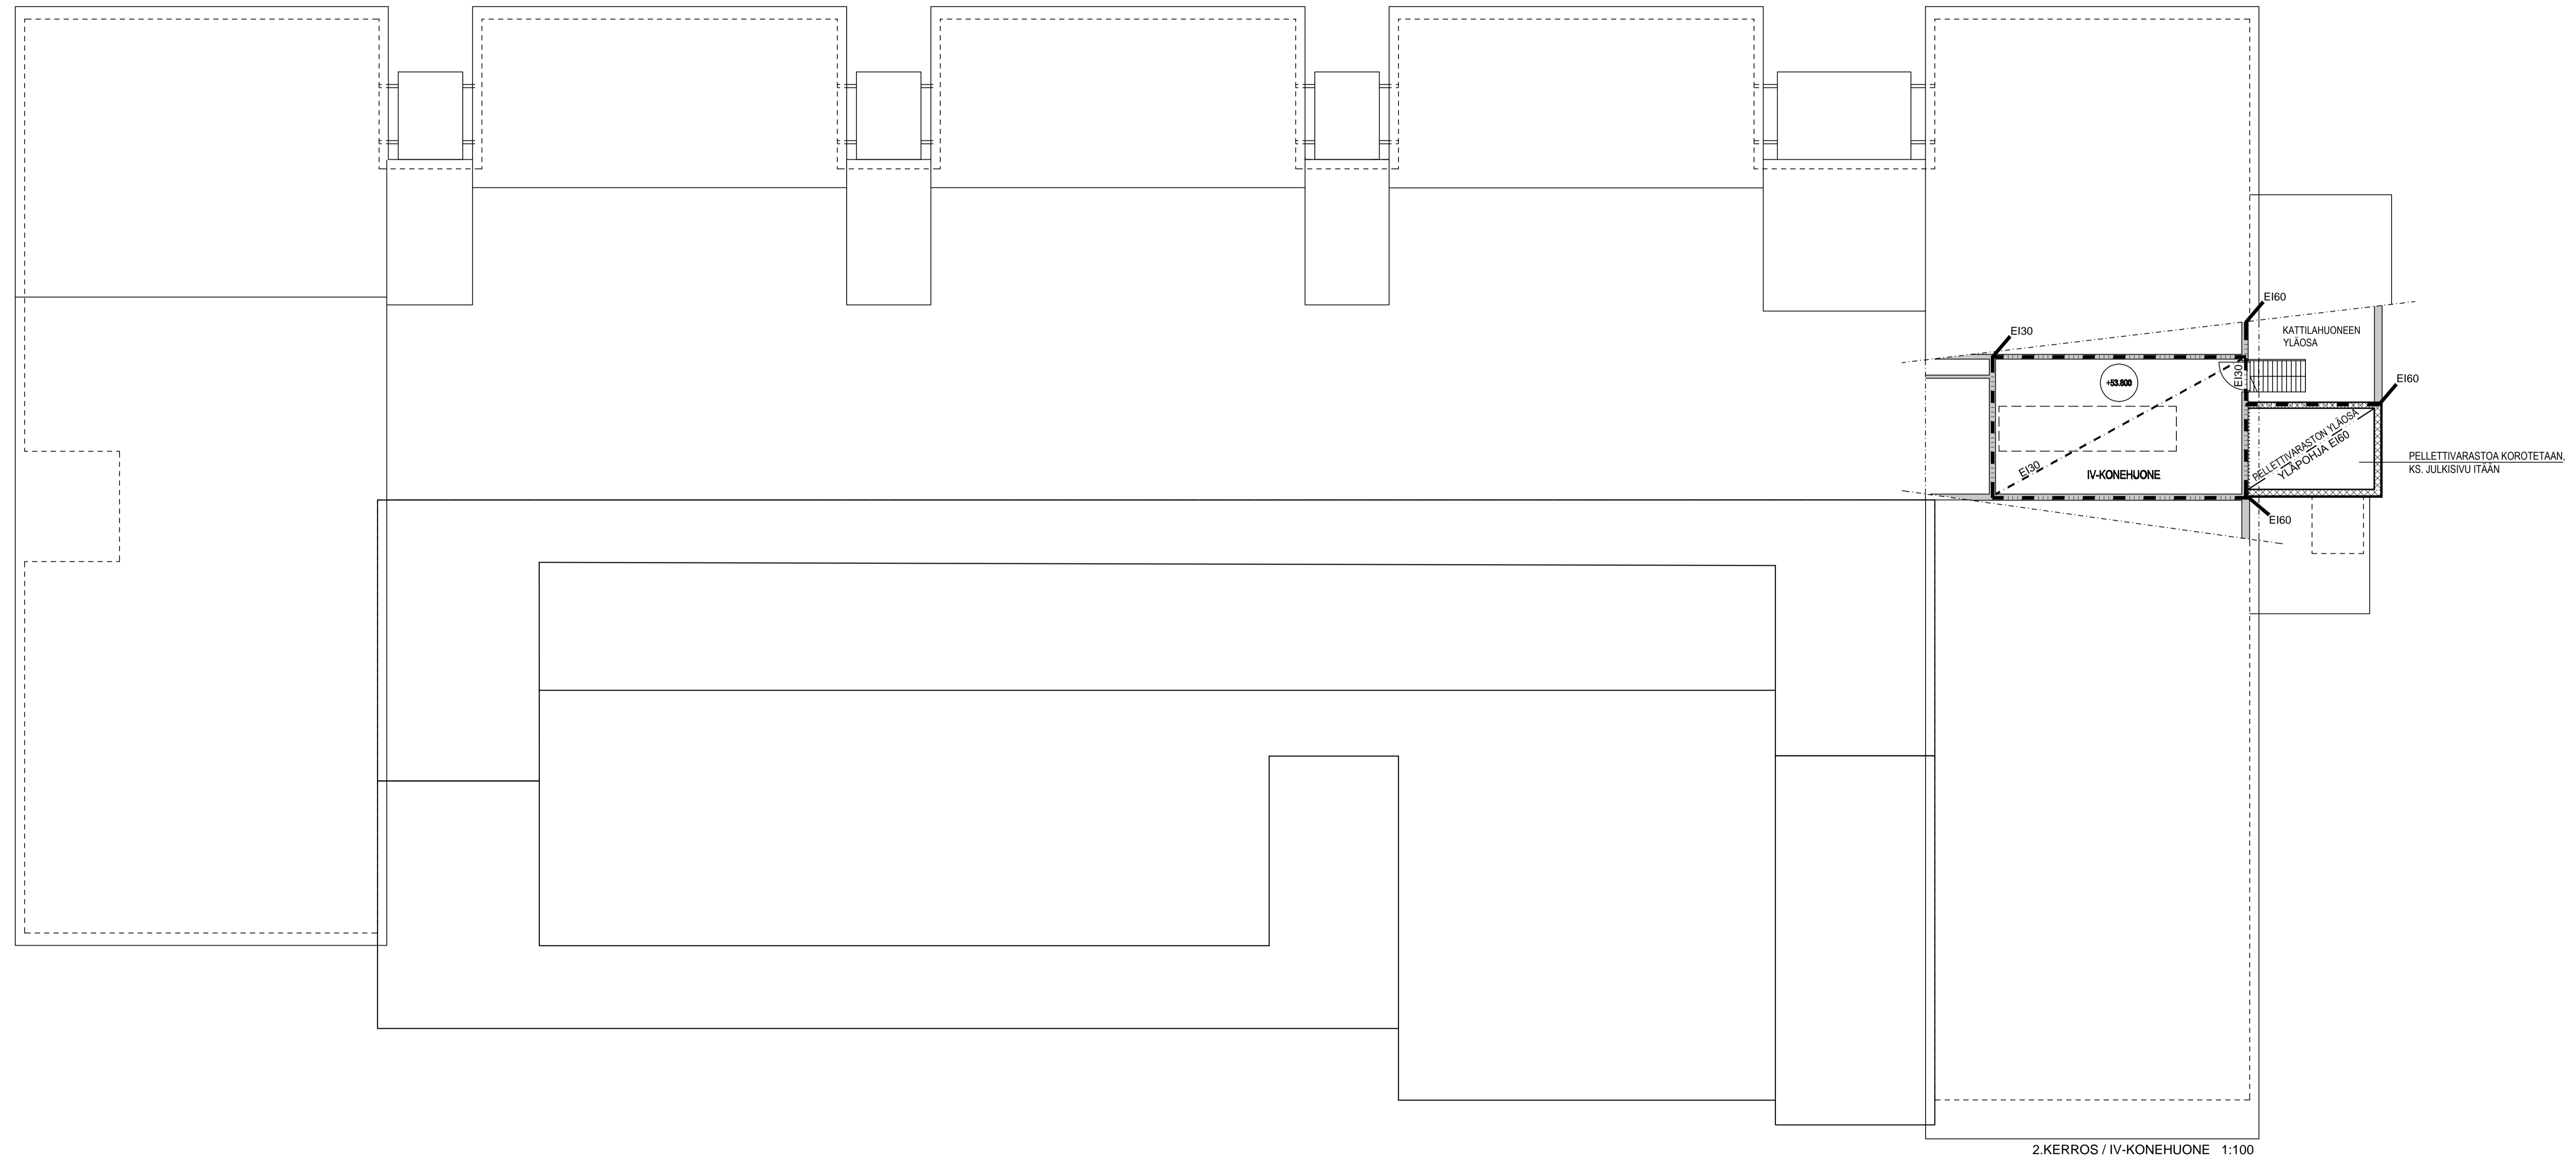 EI60
EI30
KATTILAHUONEEN
YLÄOSA
EI30
+53.800
EI60
PELLETTIVARASTON YLÄOSA
YLÄPOHJA EI60
PELLETTIVARASTOA KOROTETAAN,
KS. JULKISIVU ITÄÄN
EI30
IV-KONEHUONE
EI60
2.KERROS / IV-KONEHUONE 1:100